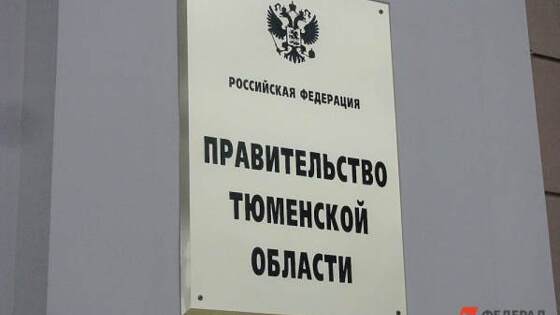 РОССИЙСКАЯ ФЕДЕРАЦИЯ
ПРАВИТЕЛЬСТВО
ТЮМЕНСКОЙ
ОБЛАСТИ